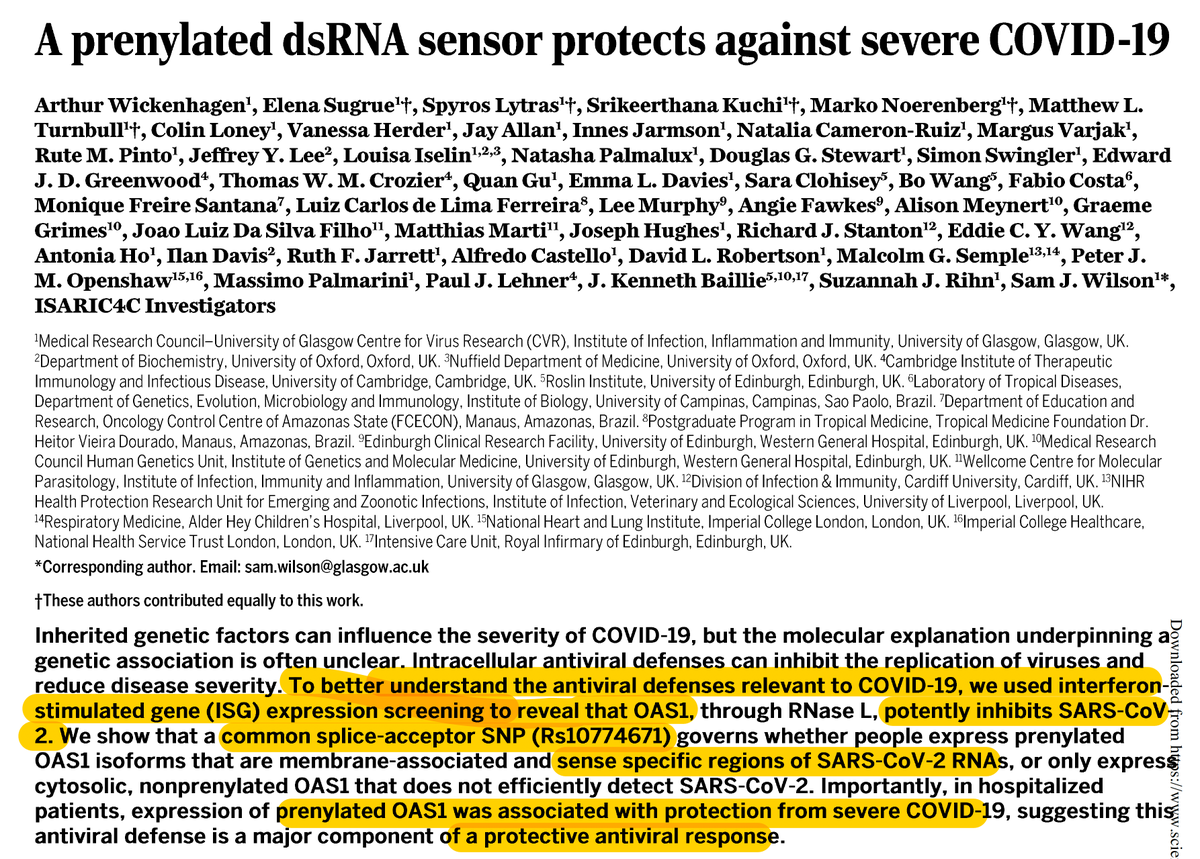 A prenylated dsRNA sensor protects against severe COVID-19
Arthur Wickenhagen¹, Elena Sugrue¹†, Spyros Lytras¹†, Srikeerthana Kuchi¹†, Marko Noerenberg¹†, Matthew L.
Turnbull¹†, Colin Loney¹, Vanessa Herder¹, Jay Allan¹, Innes Jarmson¹, Natalia Cameron-Ruiz¹, Margus Varjak¹,
Rute M. Pinto¹, Jeffrey Y. Lee², Louisa Iselin¹,²,³, Natasha Palmalux¹, Douglas G. Stewart¹, Simon Swingler¹, Edward
J. D. Greenwood⁴, Thomas W. M. Crozier⁴, Quan Gu¹, Emma L. Davies¹, Sara Clohisey⁵, Bo Wang⁵, Fabio Costa⁶,
Monique Freire Santana⁷, Luiz Carlos de Lima Ferreira⁸, Lee Murphy⁹, Angie Fawkes⁹, Alison Meynert¹⁰, Graeme
Grimes¹⁰, Joao Luiz Da Silva Filho¹¹, Matthias Marti¹¹, Joseph Hughes¹, Richard J. Stanton¹², Eddie C. Y. Wang¹²,
Antonia Ho¹, Ilan Davis², Ruth F. Jarrett¹, Alfredo Castello¹, David L. Robertson¹, Malcolm G. Semple¹³,¹⁴, Peter J.
M. Openshaw¹⁵,¹⁶, Massimo Palmarini¹, Paul J. Lehner⁴, J. Kenneth Baillie⁵,¹⁰,¹⁷, Suzannah J. Rihn¹, Sam J. Wilson¹*,
ISARIC4C Investigators
¹Medical Research Council–University of Glasgow Centre for Virus Research (CVR), Institute of Infection, Inflammation and Immunity, University of Glasgow, Glasgow, UK.
²Department of Biochemistry, University of Oxford, Oxford, UK. ³Nuffield Department of Medicine, University of Oxford, Oxford, UK. ⁴Cambridge Institute of Therapeutic
Immunology and Infectious Disease, University of Cambridge, Cambridge, UK. ⁵Roslin Institute, University of Edinburgh, Edinburgh, UK. ⁶Laboratory of Tropical Diseases,
Department of Genetics, Evolution, Microbiology and Immunology, Institute of Biology, University of Campinas, Campinas, Sao Paolo, Brazil. ⁷Department of Education and
Research, Oncology Control Centre of Amazonas State (FCECON), Manaus, Amazonas, Brazil. ⁸Postgraduate Program in Tropical Medicine, Tropical Medicine Foundation Dr.
Heitor Vieira Dourado, Manaus, Amazonas, Brazil. ⁹Edinburgh Clinical Research Facility, University of Edinburgh, Western General Hospital, Edinburgh, UK. ¹⁰Medical Research
Council Human Genetics Unit, Institute of Genetics and Molecular Medicine, University of Edinburgh, Western General Hospital, Edinburgh, UK. ¹¹Wellcome Centre for Molecular
Parasitology, Institute of Infection, Immunity and Inflammation, University of Glasgow, Glasgow, UK. ¹²Division of Infection & Immunity, Cardiff University, Cardiff, UK. ¹³NIHR
Health Protection Research Unit for Emerging and Zoonotic Infections, Institute of Infection, Veterinary and Ecological Sciences, University of Liverpool, Liverpool, UK.
¹⁴Respiratory Medicine, Alder Hey Children's Hospital, Liverpool, UK. ¹⁵National Heart and Lung Institute, Imperial College London, London, UK. ¹⁶Imperial College Healthcare,
National Health Service Trust London, London, UK. ¹⁷Intensive Care Unit, Royal Infirmary of Edinburgh, Edinburgh, UK.
*Corresponding author. Email: sam.wilson@glasgow.ac.uk
†These authors contributed equally to this work.
Inherited genetic factors can influence the severity of COVID-19, but the molecular explanation underpinning a
genetic association is often unclear. Intracellular antiviral defenses can inhibit the replication of viruses and
reduce disease severity. To better understand the antiviral defenses relevant to COVID-19, we used interferon-
stimulated gene (ISG) expression screening to reveal that OAS1, through RNase L, potently inhibits SARS-CoV-
2. We show that a common splice-acceptor SNP (Rs10774671) governs whether people express prenylated
OAS1 isoforms that are membrane-associated and sense specific regions of SARS-CoV-2 RNAs, or only express
cytosolic, nonprenylated OAS1 that does not efficiently detect SARS-CoV-2. Importantly, in hospitalized
patients, expression of prenylated OAS1 was associated with protection from severe COVID-19, suggesting this
antiviral defense is a major component of a protective antiviral response.
Downloaded from https://www.scie